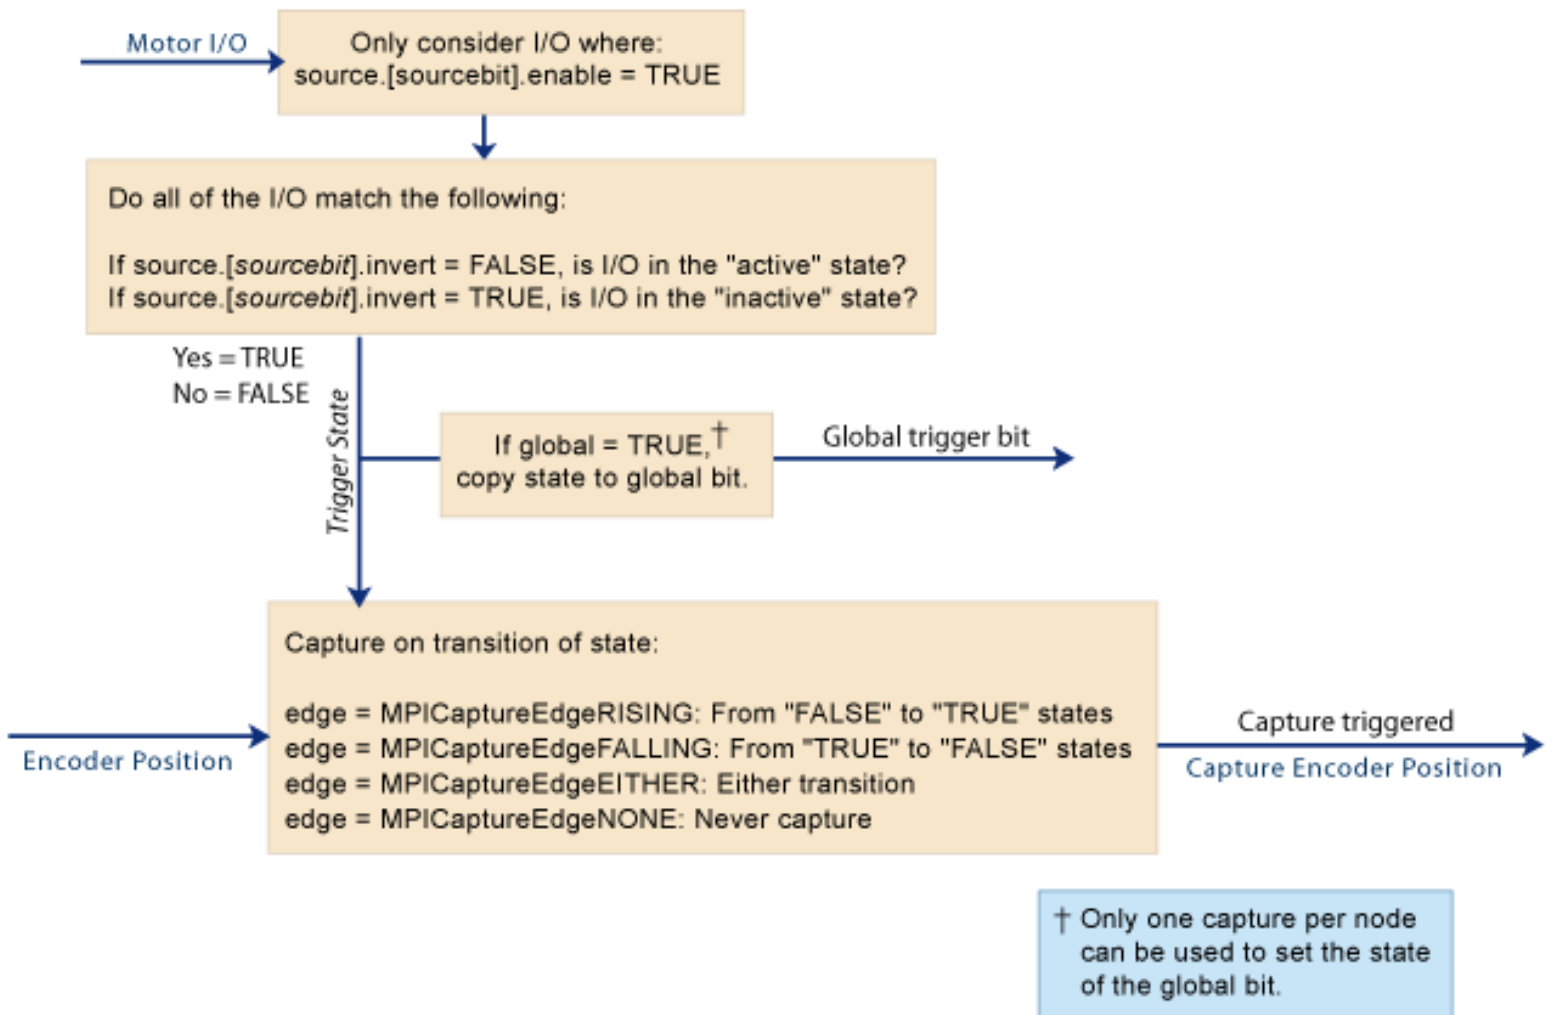 Motor I/O
Only consider I/O where:
source.[sourcebit].enable = TRUE
Do all of the I/O match the following:
If source.[sourcebit].invert = FALSE, is I/O in the "active" state?
If source.[sourcebit].invert = TRUE, is I/O in the "inactive" state?
Yes = TRUE
No = FALSE
Trigger State
If global = TRUE,†
copy state to global bit.
Global trigger bit
Capture on transition of state:
edge = MPICaptureEdgeRISING: From "FALSE" to "TRUE" states
edge = MPICaptureEdgeFALLING: From "TRUE" to "FALSE" states
edge = MPICaptureEdgeEITHER: Either transition
edge = MPICaptureEdgeNONE: Never capture
Encoder Position
Capture triggered
Capture Encoder Position
† Only one capture per node
can be used to set the state
of the global bit.